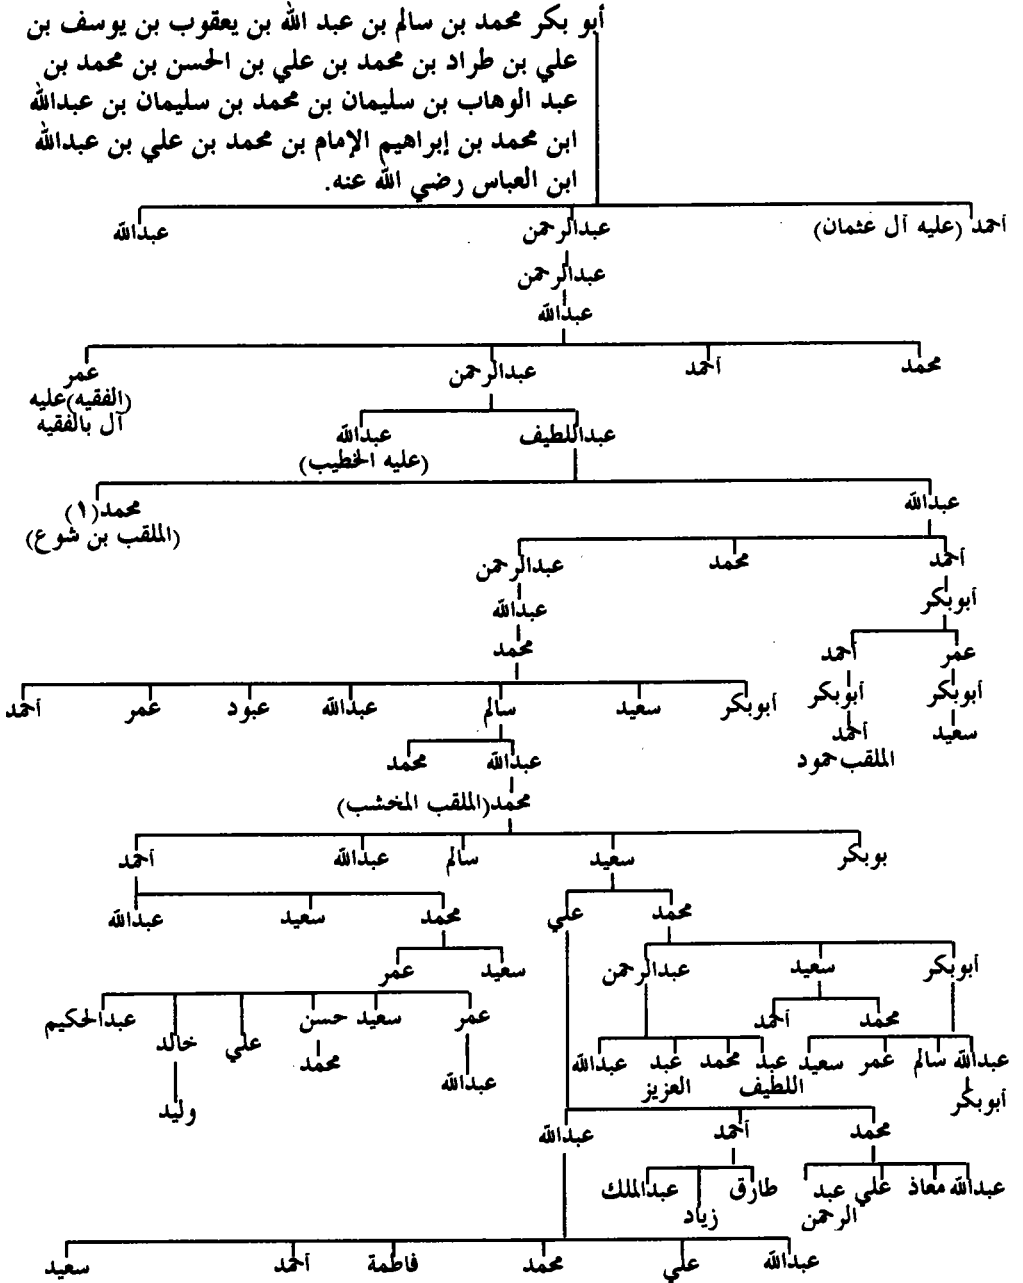 أبو بكر محمد بن سالم بن عبد الله بن يعقوب بن يوسف بن
علي بن طراد بن محمد بن علي بن الحسن بن محمد بن
عبد الوهاب بن سليمان بن محمد بن سليمان بن عبدالله
ابن محمد بن إبراهيم الإمام بن محمد بن علي بن عبدالله
ابن العباس رضي الله عنه.
أحمد (عليه آل عثمان) عبدالرحمن عبدالله
عبدالرحمن
عبدالله
محمد أحمد عبدالرحمن عمر
(الفقيه)عليه
آل بالفقيه
عبداللطيف عبدالله
(عليه الخطيب)
عبدالله محمد(١)
(الملقب بن شوع)
أحمد محمد عبدالرحمن
أبوبكر عبدالله
عمر أحمد محمد
أبوبكر أبوبكر
أبوبكر سعيد سالم عبدالله عبود عمر أحمد
سعيد أحمد
الملقب حمود
عبدالله محمد
محمد(الملقب المخشب)
بوبكر سعيد سالم عبدالله أحمد
محمد علي محمد سعيد عبدالله
أبوبكر سعيد عبدالرحمن سعيد عمر
محمد أحمد عمر سعيد حسن علي خالد عبدالحكيم
عبدالله سالم عمر سعيد عبد محمد عبد عبدالله
اللطيف العزيز
أبوبكر
محمد
عبدالله
وليد
محمد أحمد عبدالله
عبدالله معاذ علي عبد طارق زياد عبدالملك
الرحمن
عبدالله علي محمد فاطمة أحمد سعيد